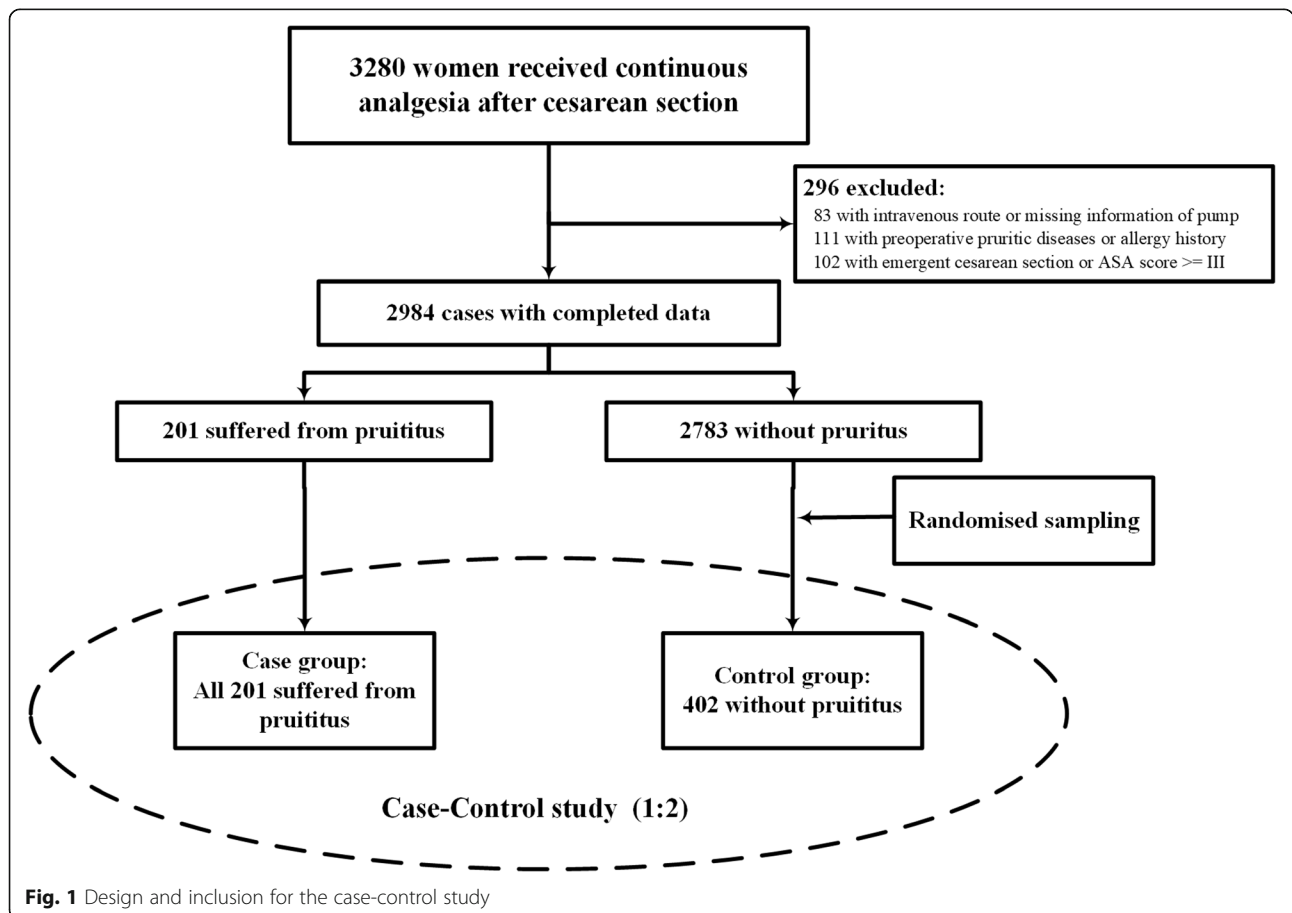 3280 women received continuous
analgesia after cesarean section
296 excluded:
83 with intravenous route or missing information of pump
111 with preoperative pruritic diseases or allergy history
102 with emergent cesarean section or ASA score >= III
2984 cases with completed data
201 suffered from pruititus
2783 without pruritus
Randomised sampling
Case group:
All 201 suffered from
pruititus
Control group:
402 without pruititus
Case-Control study (1:2)
Fig. 1 Design and inclusion for the case-control study